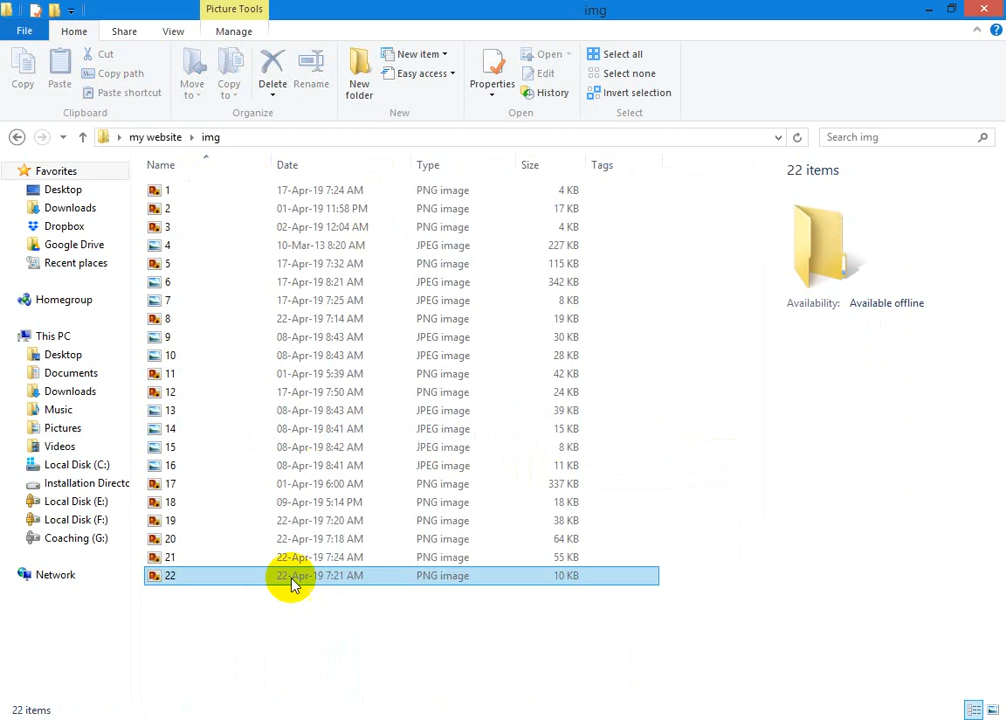 Picture Tools
img
File Home Share View Manage
Copy
Paste
Cut
Copy path
Paste shortcut
Clipboard
Move to
Copy to
Delete
Rename
Organize
New folder
New item
Easy access
New
Properties
Open
Edit
History
Open
Select all
Select none
Invert selection
Select
my website img
Search img
Favorites
Desktop
Downloads
Dropbox
Google Drive
Recent places
Homegroup
This PC
Desktop
Documents
Downloads
Music
Pictures
Videos
Local Disk (C:)
Installation Directo
Local Disk (E:)
Local Disk (F:)
Coaching (G:)
Network
Name Date Type Size Tags
1 17-Apr-19 7:24 AM PNG image 4 KB
2 01-Apr-19 11:58 PM PNG image 17 KB
3 02-Apr-19 12:04 AM PNG image 4 KB
4 10-Mar-13 8:20 AM JPEG image 227 KB
5 17-Apr-19 7:32 AM PNG image 115 KB
6 17-Apr-19 8:21 AM JPEG image 342 KB
7 17-Apr-19 7:25 AM JPEG image 8 KB
8 22-Apr-19 7:14 AM PNG image 19 KB
9 08-Apr-19 8:43 AM JPEG image 30 KB
10 08-Apr-19 8:43 AM JPEG image 28 KB
11 01-Apr-19 5:39 AM PNG image 42 KB
12 17-Apr-19 7:50 AM PNG image 24 KB
13 08-Apr-19 8:43 AM JPEG image 39 KB
14 08-Apr-19 8:41 AM JPEG image 15 KB
15 08-Apr-19 8:42 AM JPEG image 8 KB
16 08-Apr-19 8:41 AM JPEG image 11 KB
17 01-Apr-19 6:00 AM PNG image 337 KB
18 09-Apr-19 5:14 PM PNG image 18 KB
19 22-Apr-19 7:20 AM PNG image 38 KB
20 22-Apr-19 7:18 AM PNG image 64 KB
21 22-Apr-19 7:24 AM PNG image 55 KB
22 22-Apr-19 7:21 AM PNG image 10 KB
22 items
Availability: Available offline
22 items